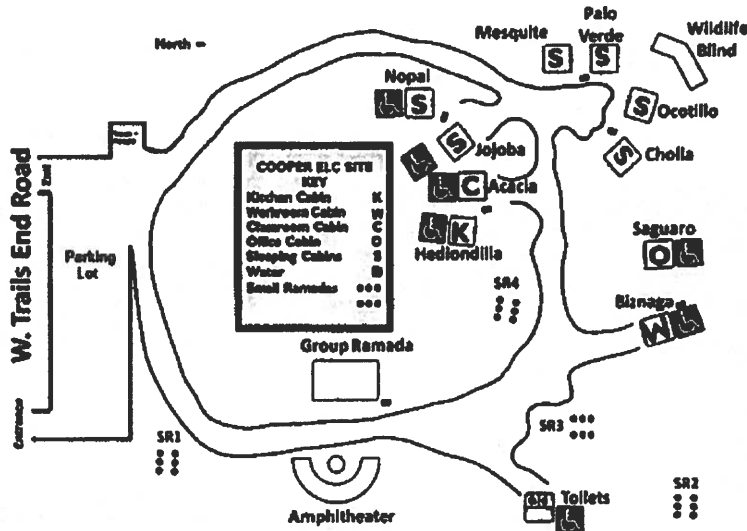 North
Mesquite
Palo
Verde
Wildlife
Blind
S
S
Nopal
S
S
Ocotillo
S
Jojoba
S
Cholla
C
Acacia
K
Hediondilla
COOPER ELC SITE
KEY
Kitchen Cabin K
Workroom Cabin W
Classroom Cabin C
Office Cabin O
Sleeping Cabins S
Water
Small Ramadas
W. Trails End Road
Exit
Parking
Lot
Entrance
Saguaro
O
Biznaga
W
SR4
Group Ramada
SR1
SR3
SR2
Amphitheater
Toilets